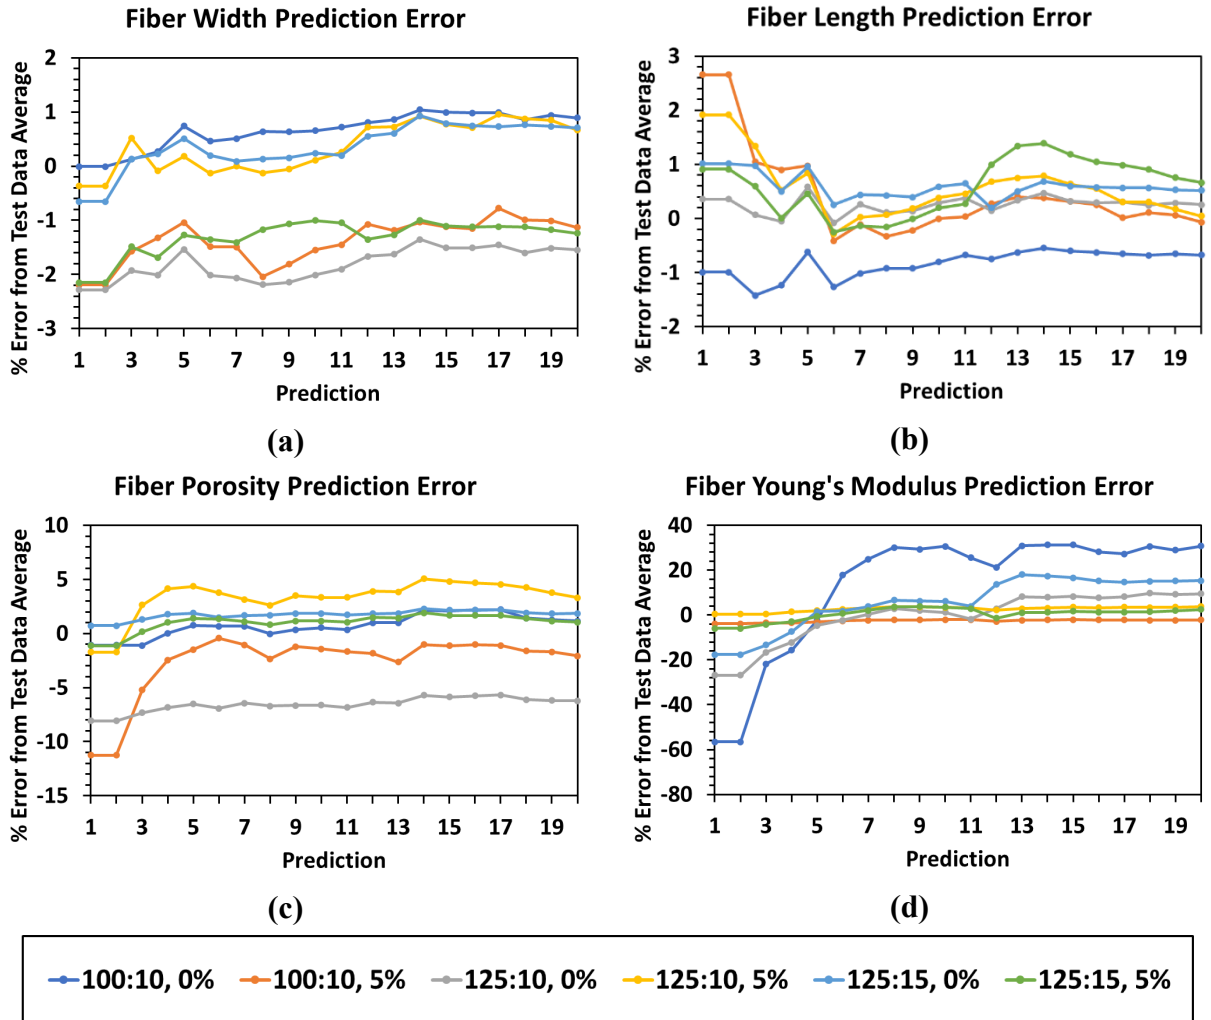 Fiber Width Prediction Error
% Error from Test Data Average
2
1
0
-1
-2
-3
1 3 5 7 9 11 13 15 17 19
Prediction
(a)
Fiber Length Prediction Error
% Error from Test Data Average
3
2
1
0
-1
-2
1 3 5 7 9 11 13 15 17 19
Prediction
(b)
Fiber Porosity Prediction Error
% Error from Test Data Average
10
5
0
-5
-10
-15
1 3 5 7 9 11 13 15 17 19
Prediction
(c)
Fiber Young's Modulus Prediction Error
% Error from Test Data Average
40
20
0
-20
-40
-60
-80
1 3 5 7 9 11 13 15 17 19
Prediction
(d)
100:10, 0% 100:10, 5% 125:10, 0% 125:10, 5% 125:15, 0% 125:15, 5%